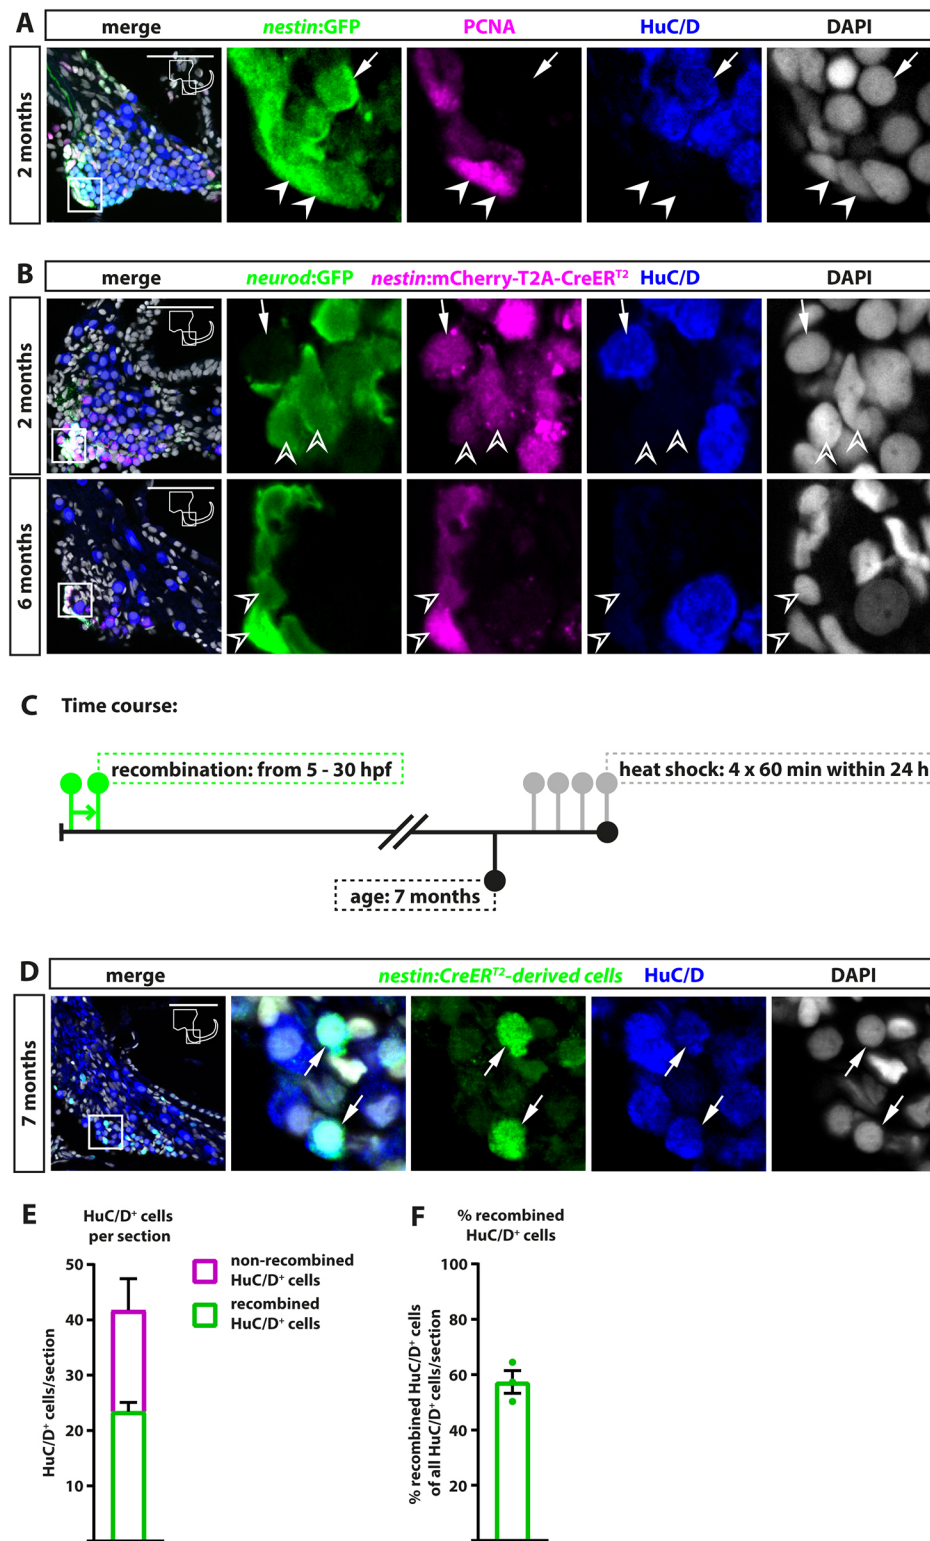 A
merge nestin:GFP PCNA HuC/D DAPI
2 months
B
merge neurod:GFP nestin:mCherry-T2A-CreERT2 HuC/D DAPI
2 months
6 months
C Time course:
recombination: from 5 - 30 hpf
heat shock: 4 x 60 min within 24 h
age: 7 months
D
merge nestin:CreERT2-derived cells HuC/D DAPI
7 months
E
HuC/D+ cells
per section
HuC/D+ cells/section
50
40
30
20
10
non-recombined
HuC/D+ cells
recombined
HuC/D+ cells
F
% recombined
HuC/D+ cells
% recombined HuC/D+ cells
of all HuC/D+ cells/section
100
80
60
40
20